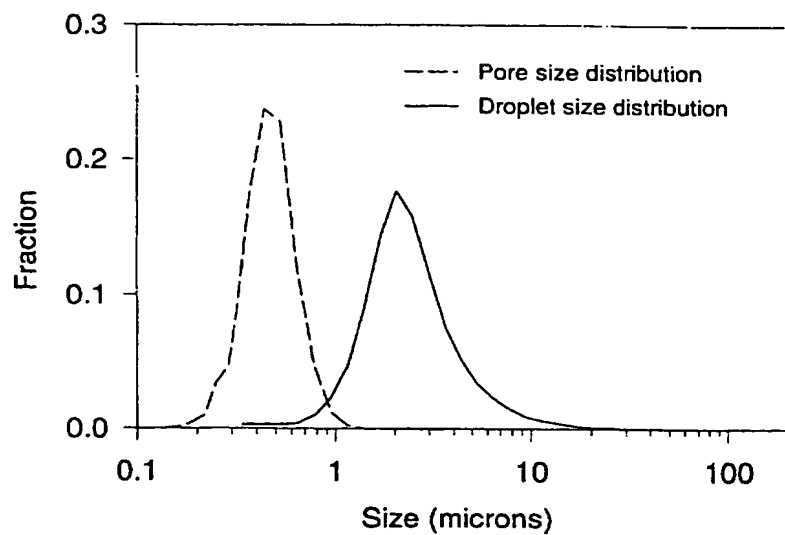 0.3
Pore size distribution
Droplet size distribution
0.2
Fraction
0.1
0.0
0.1 1 10 100
Size (microns)